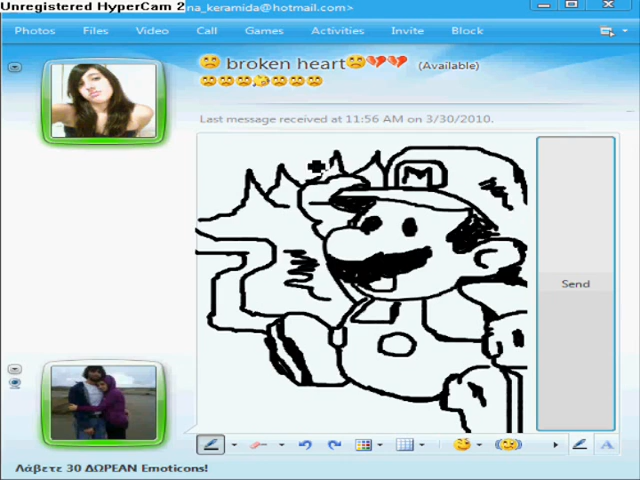 Unregistered HyperCam 2
na_keramida@hotmail.com>
Photos Files Video Call Games Activities Invite Block
broken heart (Available)
Last message received at 11:56 AM on 3/30/2010.
M
Send
A
Λάβετε 30 ΔΩΡΕΑΝ Emoticons!